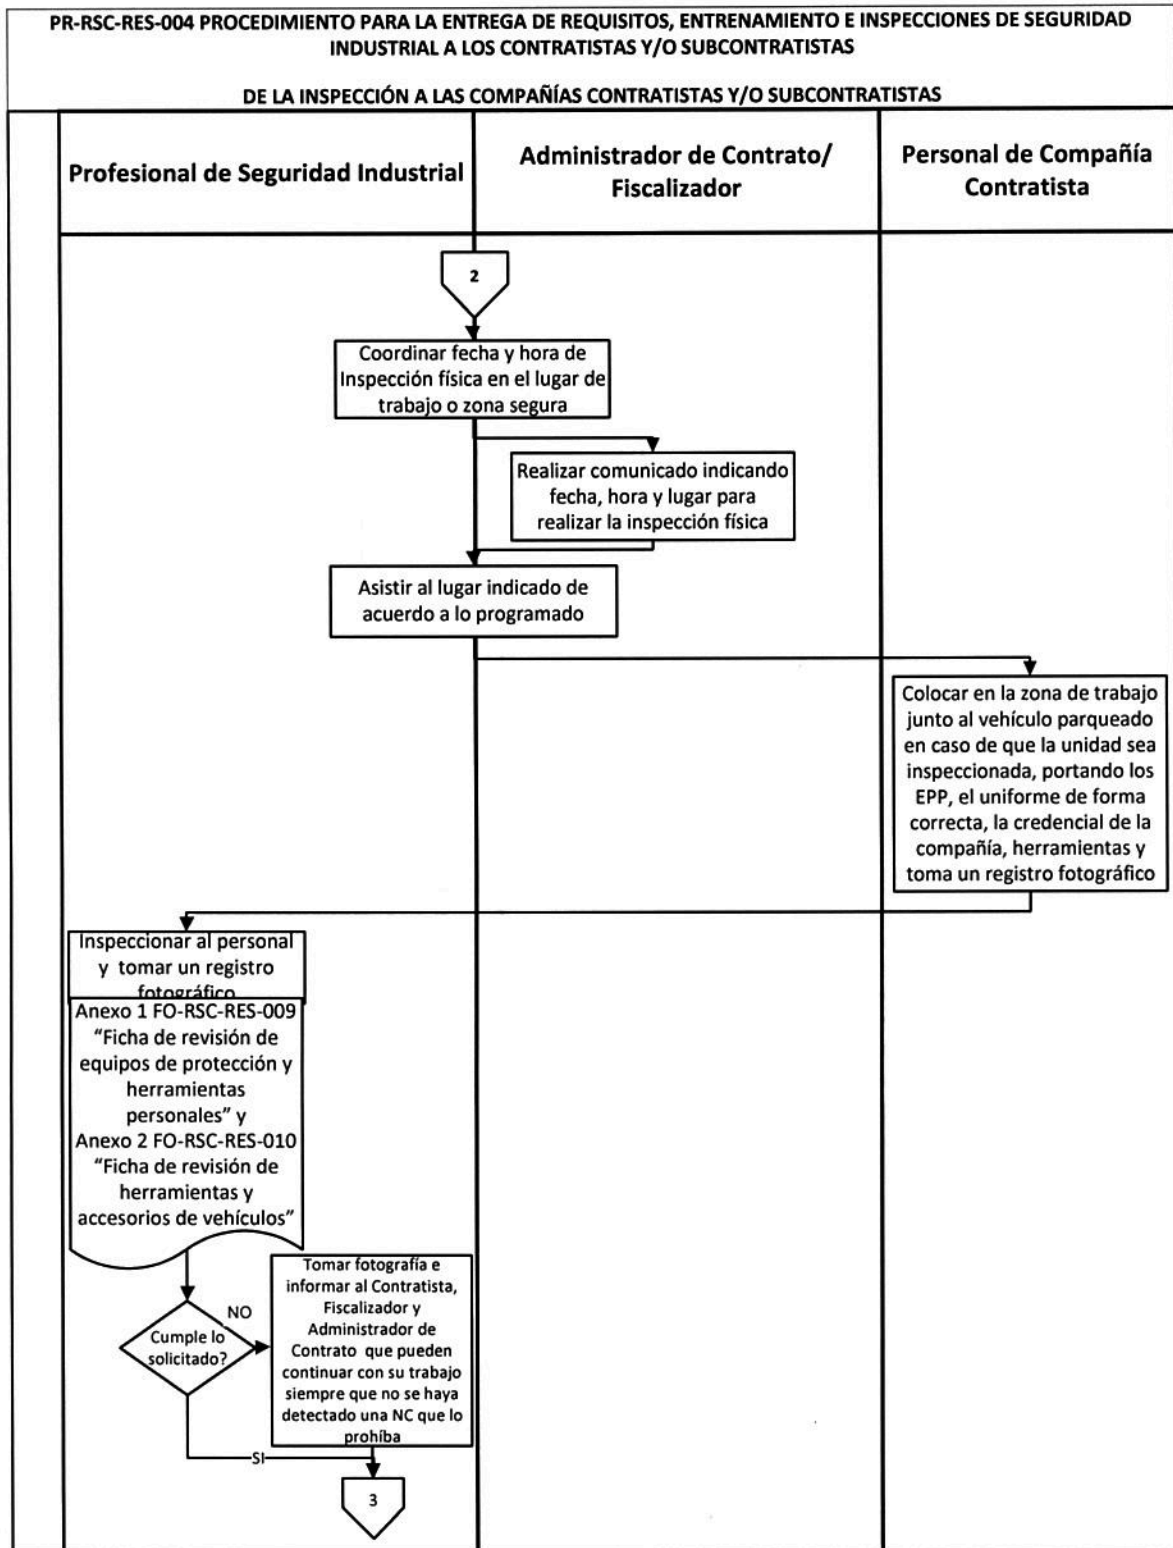 PR-RSC-RES-004 PROCEDIMIENTO PARA LA ENTREGA DE REQUISITOS, ENTRENAMIENTO E INSPECCIONES DE SEGURIDAD
INDUSTRIAL A LOS CONTRATISTAS Y/O SUBCONTRATISTAS
DE LA INSPECCIÓN A LAS COMPAÑÍAS CONTRATISTAS Y/O SUBCONTRATISTAS
Profesional de Seguridad Industrial
Administrador de Contrato/
Fiscalizador
Personal de Compañía
Contratista
2
Coordinar fecha y hora de
Inspección física en el lugar de
trabajo o zona segura
Realizar comunicado indicando
fecha, hora y lugar para
realizar la inspección física
Asistir al lugar indicado de
acuerdo a lo programado
Colocar en la zona de trabajo
junto al vehículo parqueado
en caso de que la unidad sea
inspeccionada, portando los
EPP, el uniforme de forma
correcta, la credencial de la
compañía, herramientas y
toma un registro fotográfico
Inspeccionar al personal
y tomar un registro
fotográfico
Anexo 1 FO-RSC-RES-009
“Ficha de revisión de
equipos de protección y
herramientas
personales” y
Anexo 2 FO-RSC-RES-010
“Ficha de revisión de
herramientas y
accesorios de vehículos”
Cumple lo
solicitado?
NO
Tomar fotografía e
informar al Contratista,
Fiscalizador y
Administrador de
Contrato que pueden
continuar con su trabajo
siempre que no se haya
detectado una NC que lo
prohíba
SI
3